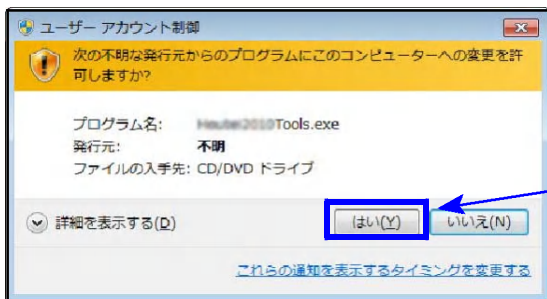 ユーザー アカウント制御
次の不明な発行元からのプログラムにこのコンピューターへの変更を許
可しますか?
プログラム名: Tools.exe
発行元: 不明
ファイルの入手先: CD/DVD ドライブ
詳細を表示する(D)
はい(Y)
いいえ(N)
これらの通知を表示するタイミングを変更する